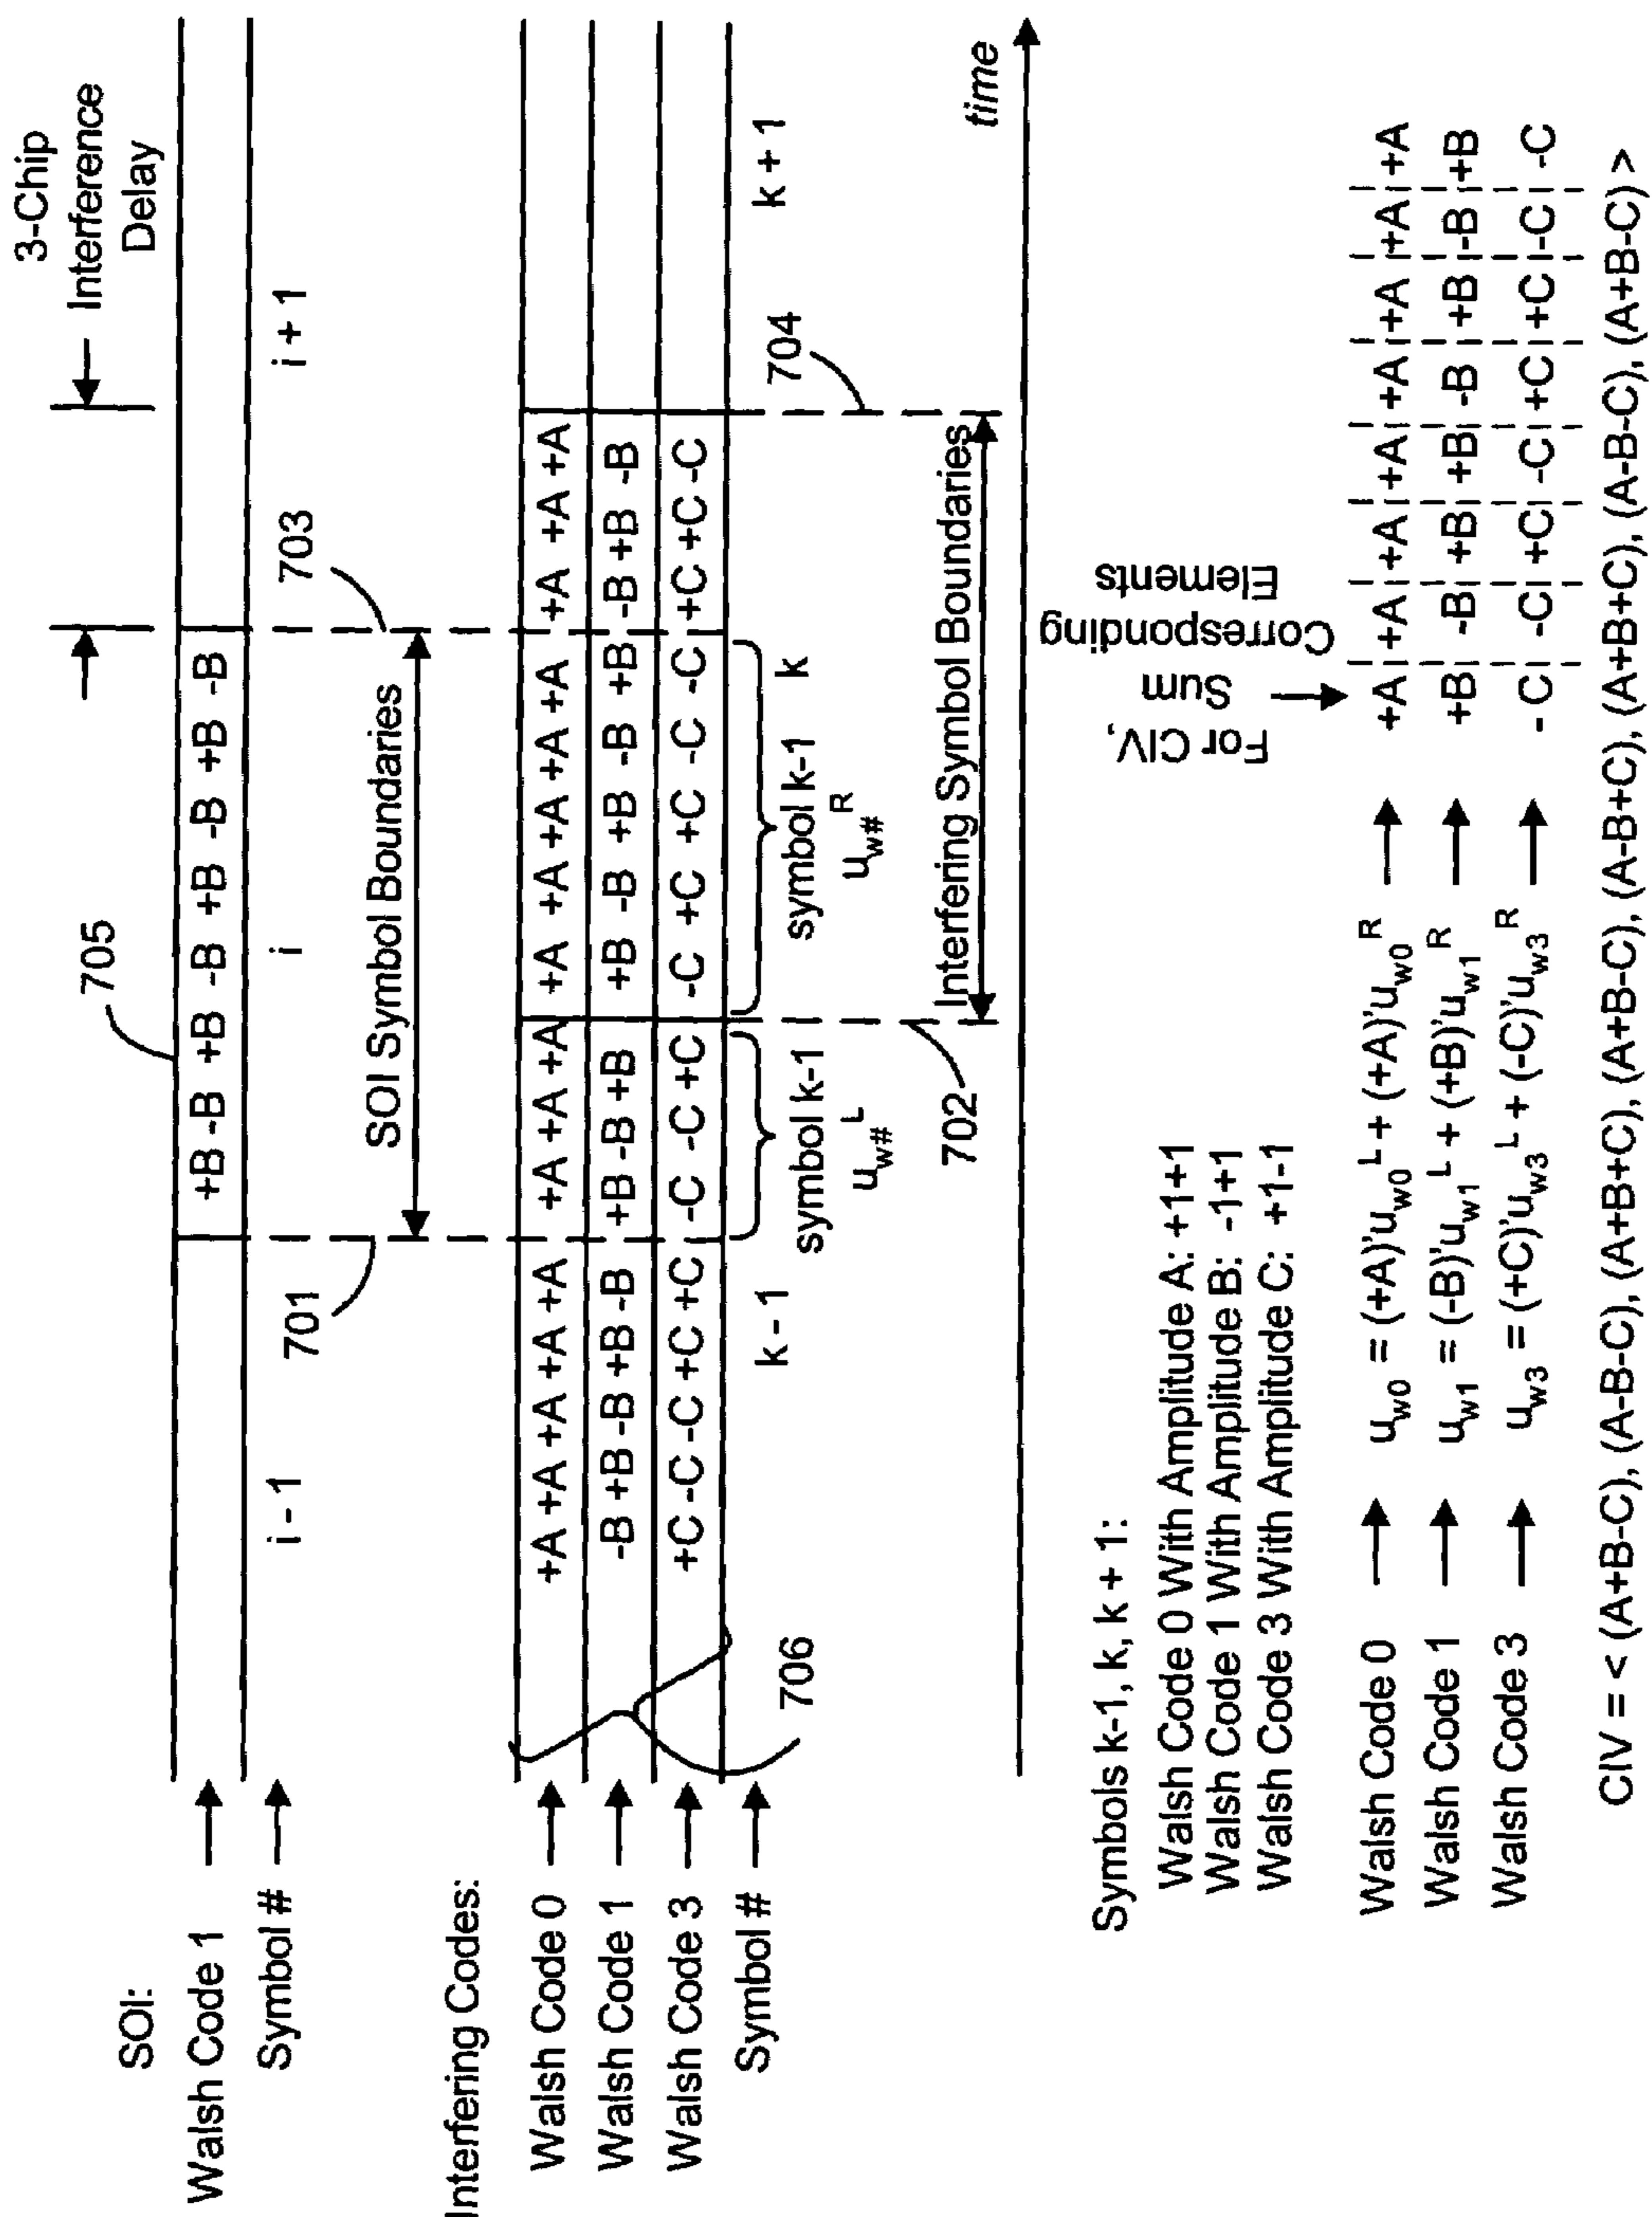 3-Chip
Interference
Delay
SOI:
Walsh Code 1
+B -B +B -B +B -B +B -B
705
Symbol #
i - 1
i
i + 1
701
703
SOI Symbol Boundaries
Interfering Codes:
Walsh Code 0
+A +A +A +A +A +A +A +A +A +A +A +A +A +A +A +A
Walsh Code 1
-B +B -B +B -B +B -B +B +B -B +B -B +B -B +B -B
Walsh Code 3
+C -C -C +C +C -C -C +C -C +C +C -C -C +C +C -C
Symbol #
k - 1
symbol k-1
u_w#^L
symbol k-1
u_w#^R
k
k + 1
704
706
702
Interfering Symbol Boundaries
time
Symbols k-1, k, k + 1:
Walsh Code 0 With Amplitude A: +1+1
Walsh Code 1 With Amplitude B: -1+1
Walsh Code 3 With Amplitude C: +1-1
For CIV,
Sum
Corresponding
Elements
Walsh Code 0
u_w0 = (+A)'u_w0^L + (+A)'u_w0^R
+A +A +A +A +A +A +A +A
Walsh Code 1
u_w1 = (-B)'u_w1^L + (+B)'u_w1^R
+B -B +B +B -B +B -B +B
Walsh Code 3
u_w3 = (+C)'u_w3^L + (-C)'u_w3^R
-C -C +C -C +C +C -C -C
CIV = < (A+B-C), (A-B-C), (A+B+C), (A+B-C), (A-B+C), (A+B+C), (A-B-C), (A+B-C) >